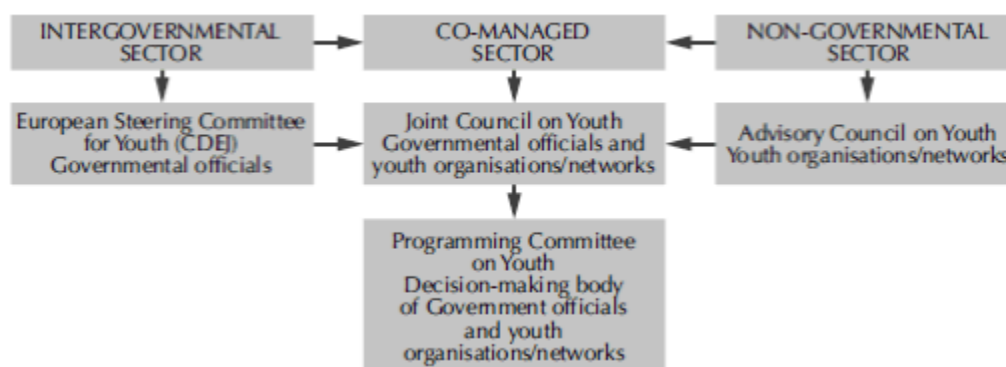 INTERGOVERNMENTAL
SECTOR
CO-MANAGED
SECTOR
NON-GOVERNMENTAL
SECTOR
European Steering Committee
for Youth (CDEJ)
Governmental officials
Joint Council on Youth
Governmental officials and
youth organisations/networks
Advisory Council on Youth
Youth organisations/networks
Programming Committee
on Youth
Decision-making body
of Government officials
and youth
organisations/networks